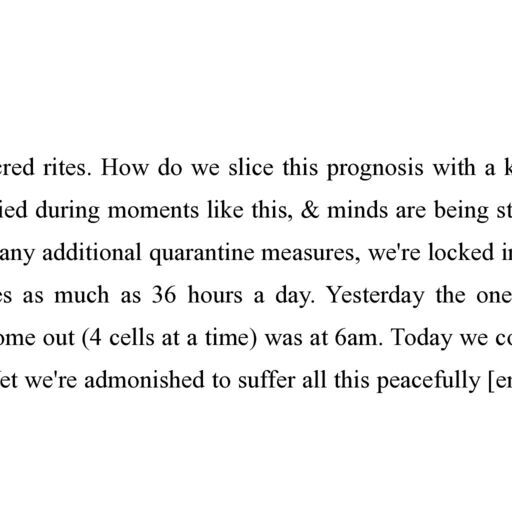 cred rites. How do we slice this prognosis with a k
ied during moments like this, & minds are being st
any additional quarantine measures, we're locked in
es as much as 36 hours a day. Yesterday the one
ome out (4 cells at a time) was at 6am. Today we co
et we're admonished to suffer all this peacefully [en